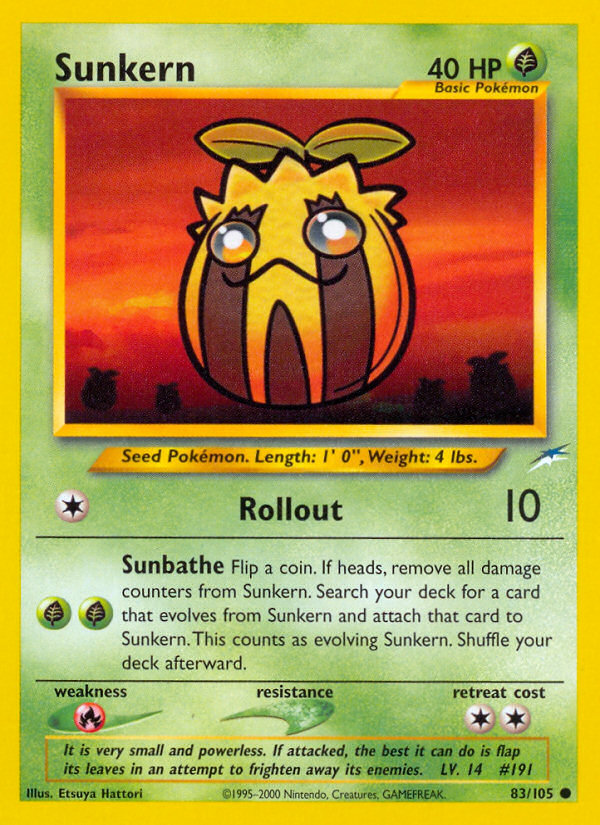 Sunkern
40 HP
Basic Pokémon
Seed Pokémon. Length: 1' 0", Weight: 4 lbs.
Rollout 10
Sunbathe Flip a coin. If heads, remove all damage
counters from Sunkern. Search your deck for a card
that evolves from Sunkern and attach that card to
Sunkern. This counts as evolving Sunkern. Shuffle your
deck afterward.
weakness resistance retreat cost
It is very small and powerless. If attacked, the best it can do is flap
its leaves in an attempt to frighten away its enemies. LV. 14 #191
Illus. Etsuya Hattori ©1995-2000 Nintendo, Creatures, GAMEFREAK. 83/105